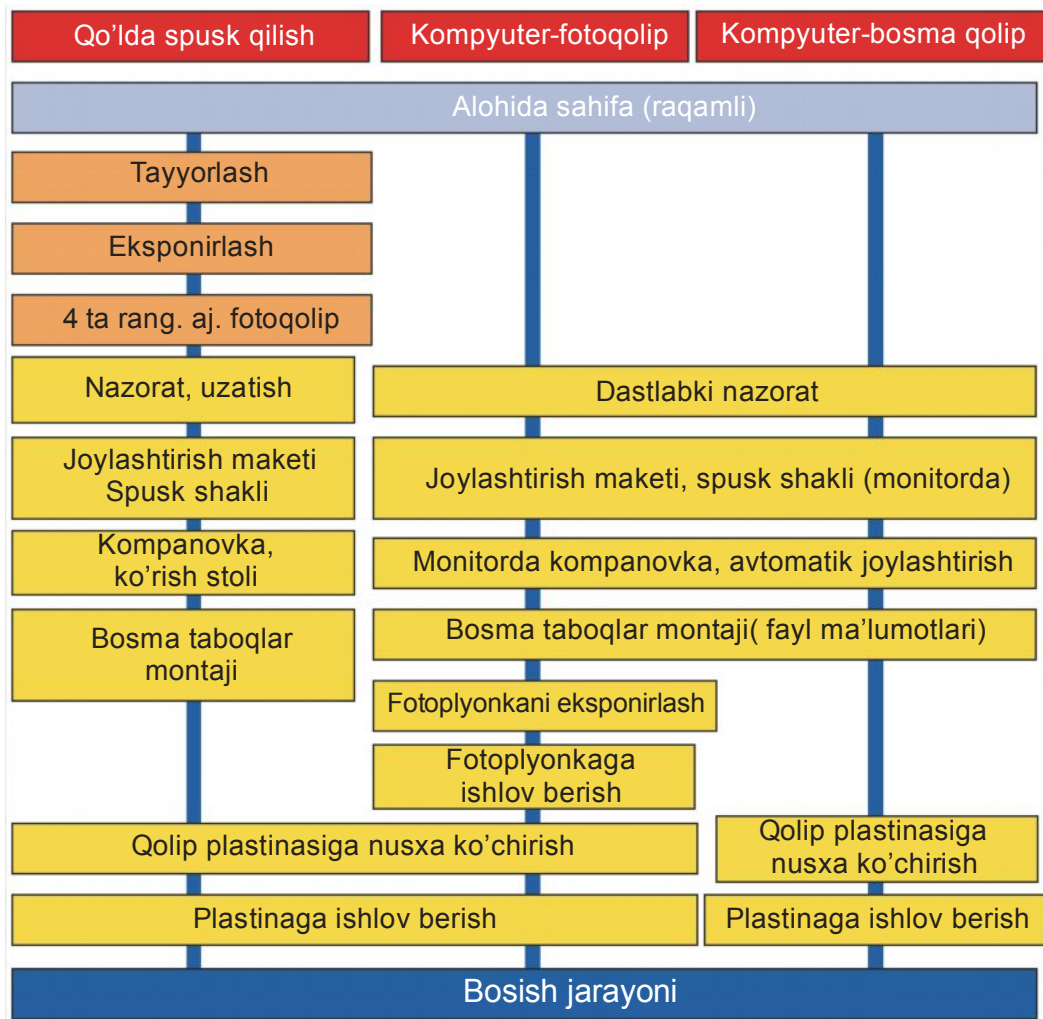 Qo’lda spusk qilish
Kompyuter-fotoqolip
Kompyuter-bosma qolip
Alohida sahifa (raqamli)
Tayyorlash
Eksponirlash
4 ta rang. aj. fotoqolip
Nazorat, uzatish
Dastlabki nazorat
Joylashtirish maketi
Spusk shakli
Joylashtirish maketi, spusk shakli (monitorda)
Kompanovka,
ko’rish stoli
Monitorda kompanovka, avtomatik joylashtirish
Bosma taboqlar
montaji
Bosma taboqlar montaji( fayl ma’lumotlari)
Fotoplyonkani eksponirlash
Fotoplyonkaga
ishlov berish
Qolip plastinasiga nusxa ko’chirish
Qolip plastinasiga
nusxa ko’chirish
Plastinaga ishlov berish
Plastinaga ishlov berish
Bosish jarayoni